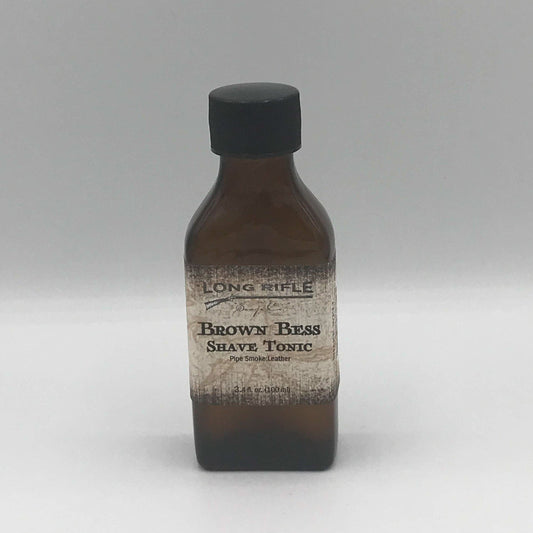 LONG RIFLE
BROWN BESS
SHAVE TONIC
Pipe Smoke:Leather
3.4 fl. oz. (100 ml)